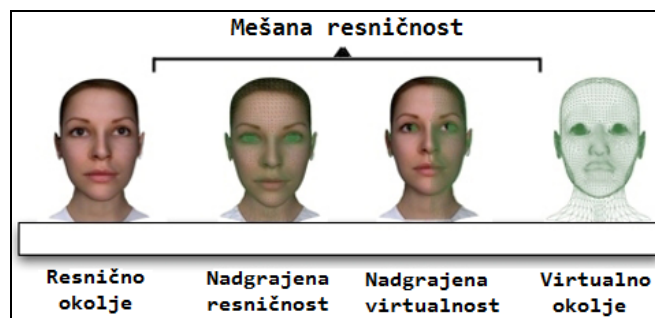 Mešana resničnost
Resnično
okolje
Nadgrajena
resničnost
Nadgrajena
virtualnost
Virtualno
okolje